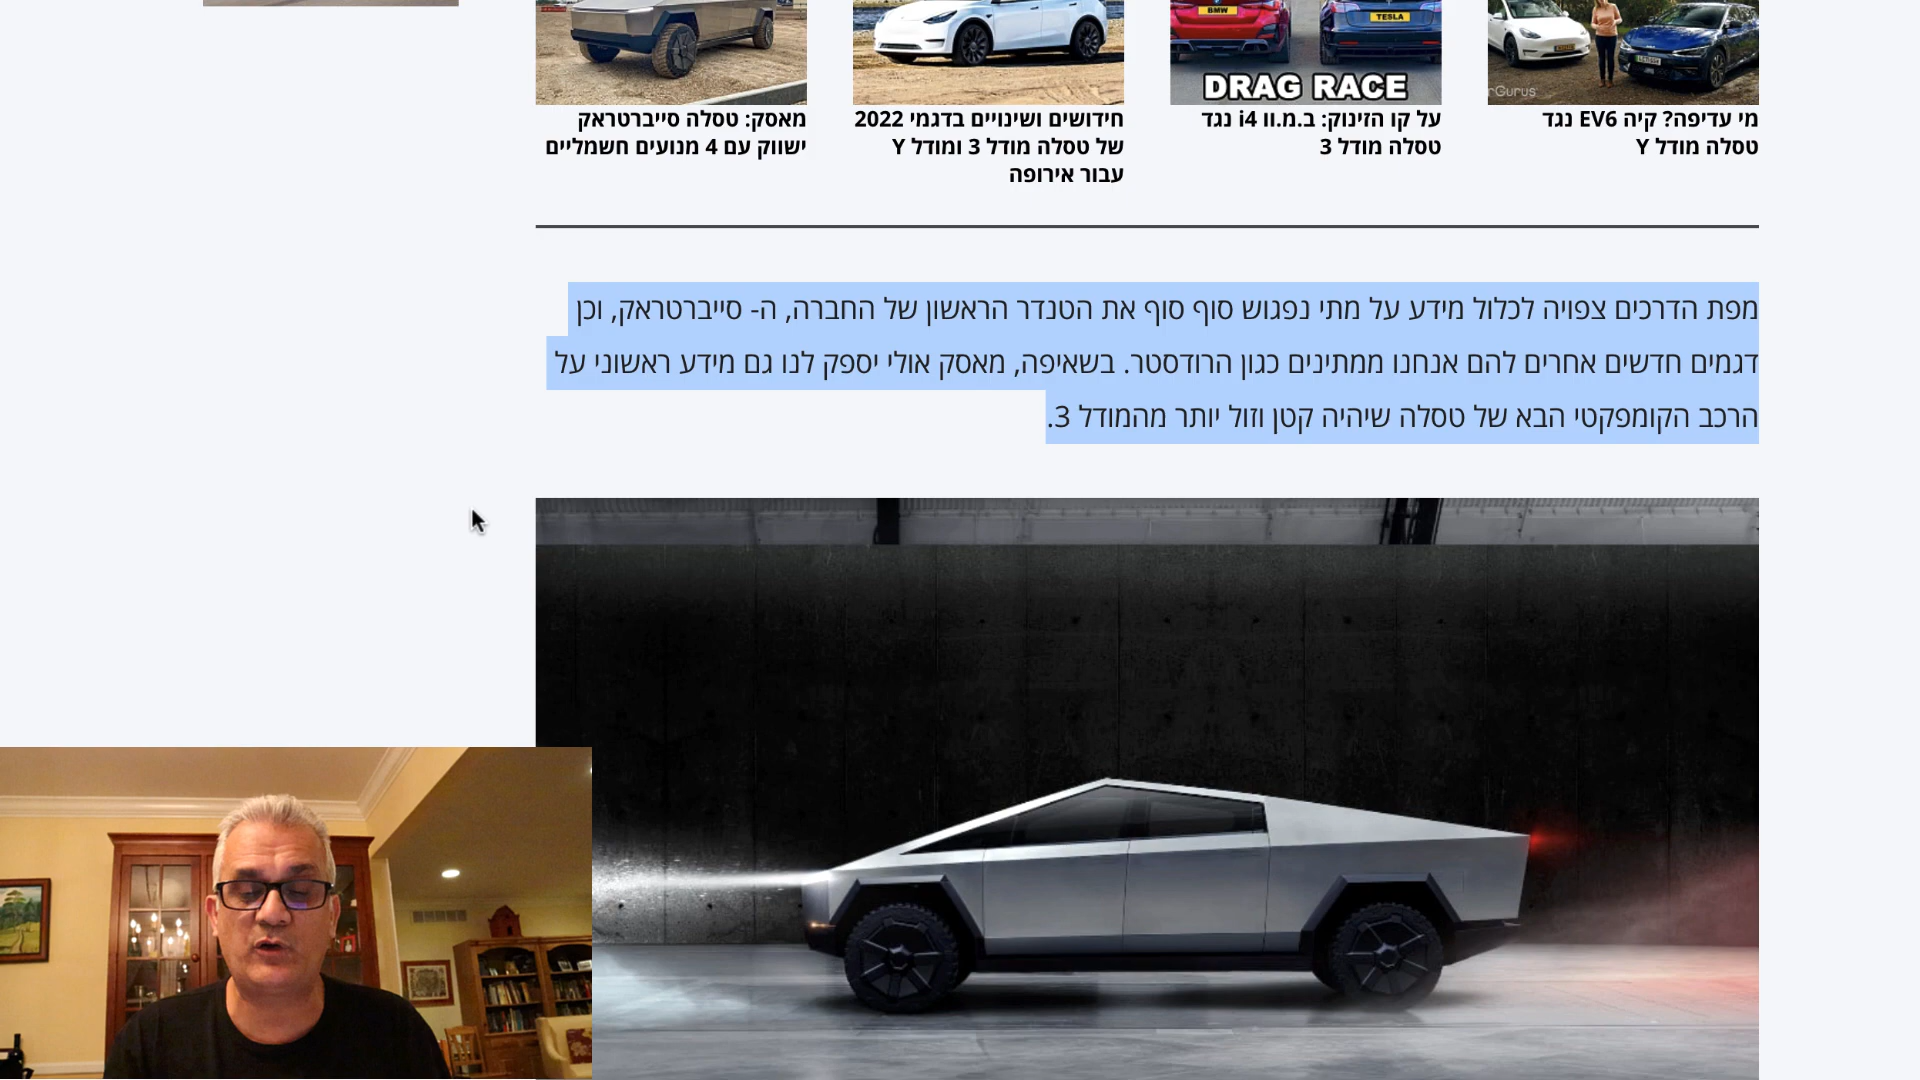 BMW
TESLA
DRAG RACE
rGurus
מי עדיפה? קיה EV6 נגד
טסלה מודל Y
על קו הזינוק: ב.מ.וו i4 נגד
טסלה מודל 3
חידושים ושינויים בדגמי 2022
של טסלה מודל 3 ומודל Y
עבור אירופה
מאסק: טסלה סייברטראק
ישווק עם 4 מנועים חשמליים
מפת הדרכים צפויה לכלול מידע על מתי נפגוש סוף סוף את הטנדר הראשון של החברה, ה- סייברטראק, וכן
דגמים חדשים אחרים להם אנחנו ממתינים כגון הרודסטר. בשאיפה, מאסק אולי יספק לנו גם מידע ראשוני על
הרכב הקומפקטי הבא של טסלה שיהיה קטן וזול יותר מהמודל 3.